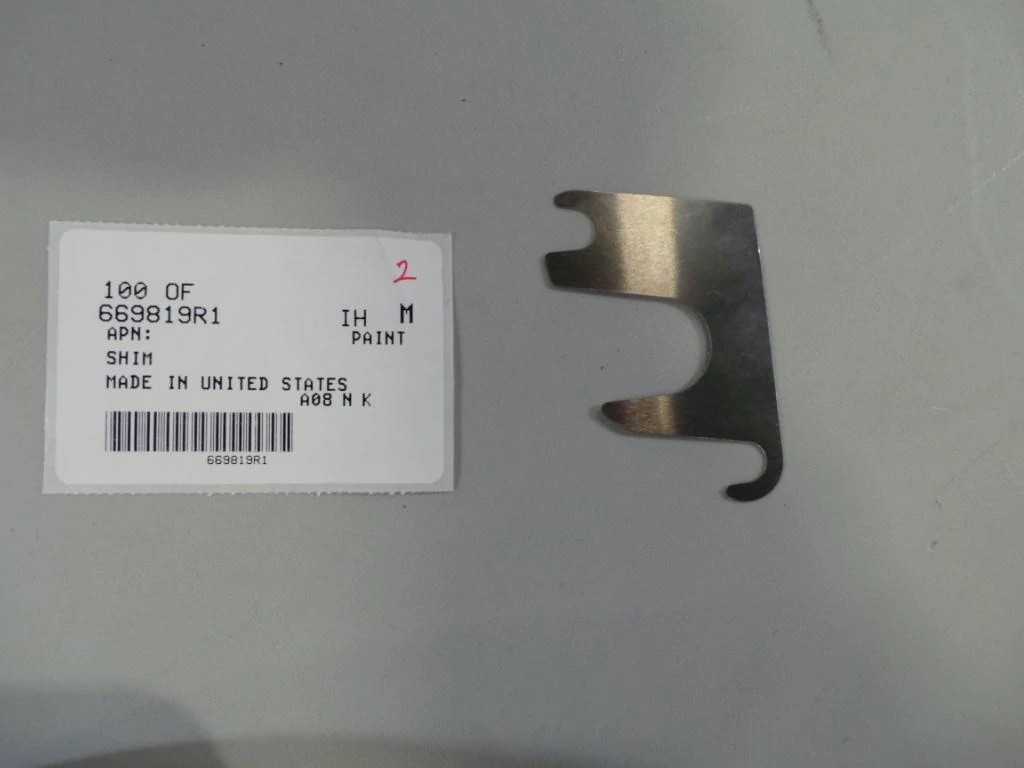 2
100 OF
669819R1 IH M
APN: PAINT
SHIM
MADE IN UNITED STATES
A08 N K
669819R1